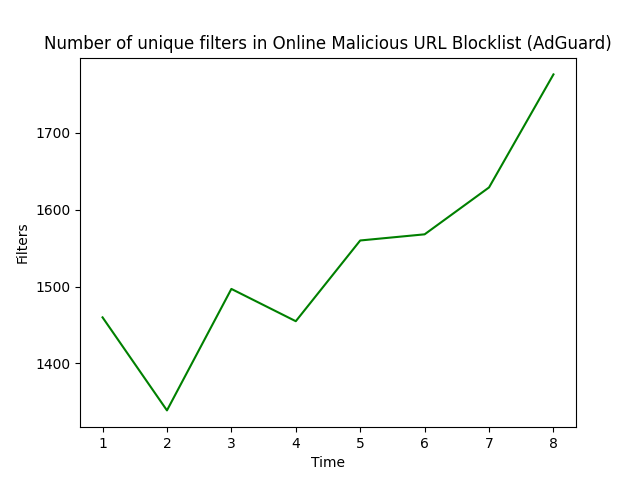 Number of unique filters in Online Malicious URL Blocklist (AdGuard)
1700
1600
1500
1400
Filters
1 2 3 4 5 6 7 8
Time